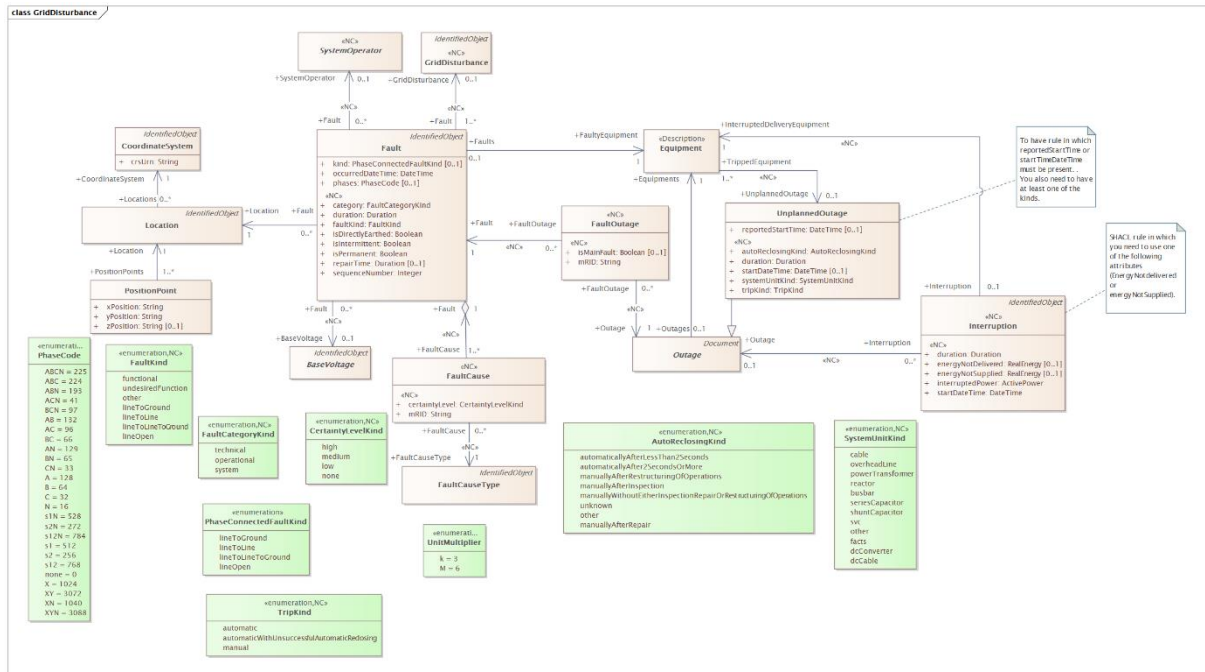 class GridDisturbance
«NC»
SystemOperator
IdentifiedObject
«NC»
GridDisturbance
+SystemOperator
0..1
+GridDisturbance
0..1
«NC»
«NC»
+Fault
0..*
+Fault
1..*
IdentifiedObject
CoordinateSystem
+ crsUrn: String
+CoordinateSystem
1
+Locations
0..*
IdentifiedObject
Location
+Location
1
+Fault
0..*
+Location
1
+PositionPoints
1..*
PositionPoint
+ xPosition: String
+ yPosition: String
+ zPosition: String [0..1]
IdentifiedObject
Fault
+ kind: PhaseConnectedFaultKind [0..1]
+ occurredDateTime: DateTime
+ phases: PhaseCode [0..1]
«NC»
+ category: FaultCategoryKind
+ duration: Duration
+ faultKind: FaultKind
+ isDirectlyEarthed: Boolean
+ isIntermittent: Boolean
+ isPermanent: Boolean
+ repairTime: Duration [0..1]
+ sequenceNumber: Integer
+Faults
0..1
+FaultyEquipment
1
«Description»
Equipment
+InterruptedDeliveryEquipment
1
«NC»
+TrippedEquipment
1..*
«NC»
+Equipments
1
+UnplannedOutage
0..1
To have rule in which
reportedStartTime or
startTimeDateTime
must be present. .
You also need to have
at least one of the
kinds.
UnplannedOutage
+ reportedStartTime: DateTime [0..1]
«NC»
+ autoReclosingKind: AutoReclosingKind
+ duration: Duration
+ startDateTime: DateTime [0..1]
+ systemUnitKind: SystemUnitKind
+ tripKind: TripKind
+Fault
1
+FaultOutage
0..*
«NC»
«NC»
FaultOutage
+ isMainFault: Boolean [0..1]
+ mRID: String
+FaultOutage
0..*
«NC»
+Outage
1
+Outages
0..1
Document
Outage
+Outage
0..1
+Interruption
0..*
«NC»
+Interruption
0..1
SHACL rule in which
you need to use one
of the following
attributes
(EnergyNotdelivered
or
energyNotSupplied).
IdentifiedObject
«NC»
Interruption
«NC»
+ duration: Duration
+ energyNotDelivered: RealEnergy [0..1]
+ energyNotSupplied: RealEnergy [0..1]
+ interruptedPower: ActivePower
+ startDateTime: DateTime
+Fault
0..*
«NC»
+BaseVoltage
0..1
IdentifiedObject
BaseVoltage
+Fault
1
«NC»
+FaultCause
1..*
«NC»
FaultCause
«NC»
+ certaintyLevel: CertaintyLevelKind
+ mRID: String
+FaultCause
0..*
«NC»
+FaultCauseType
1
IdentifiedObject
FaultCauseType
«enumerati...
PhaseCode
ABCN = 225
ABC = 224
ABN = 193
ACN = 41
BCN = 97
AB = 132
AC = 96
BC = 66
AN = 129
BN = 65
CN = 33
A = 128
B = 64
C = 32
N = 16
s1N = 528
s2N = 272
s12N = 784
s1 = 512
s2 = 256
s12 = 768
none = 0
X = 1024
XY = 3072
XN = 1040
XYN = 3088
«enumeration,NC»
FaultKind
functional
undesiredFunction
other
lineToGround
lineToLine
lineToLineToGround
lineOpen
«enumeration,NC»
FaultCategoryKind
technical
operational
system
«enumeration,NC»
CertaintyLevelKind
high
medium
low
none
«enumeration»
PhaseConnectedFaultKind
lineToGround
lineToLine
lineToLineToGround
lineOpen
«enumerati...
UnitMultiplier
k = 3
M = 6
«enumeration,NC»
TripKind
automatic
automaticWithUnsuccessfulAutomaticReclosing
manual
«enumeration,NC»
AutoReclosingKind
automaticallyAfterLessThan2Seconds
automaticallyAfter2SecondsOrMore
manuallyAfterRestructuringOfOperations
manuallyAfterInspection
manuallyWithoutEitherInspectionRepairOrRestructuringOfOperations
unknown
other
manuallyAfterRepair
«enumeration,NC»
SystemUnitKind
cable
overheadLine
powerTransformer
reactor
busbar
seriesCapacitor
shuntCapacitor
svc
other
facts
dcConverter
dcCable